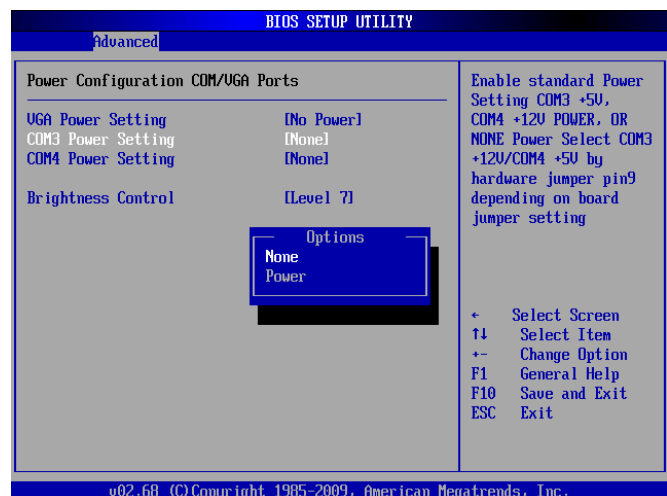 BIOS SETUP UTILITY
Advanced
Power Configuration COM/VGA Ports
VGA Power Setting [No Power]
COM3 Power Setting [None]
COM4 Power Setting [None]
Brightness Control [Level 7]
Options
None
Power
Enable standard Power
Setting COM3 +5V,
COM4 +12V POWER, OR
NONE Power Select COM3
+12V/COM4 +5V by
hardware jumper pin9
depending on board
jumper setting
← Select Screen
↑↓ Select Item
+- Change Option
F1 General Help
F10 Save and Exit
ESC Exit
v02.68 (C)Copyright 1985-2009, American Megatrends, Inc.